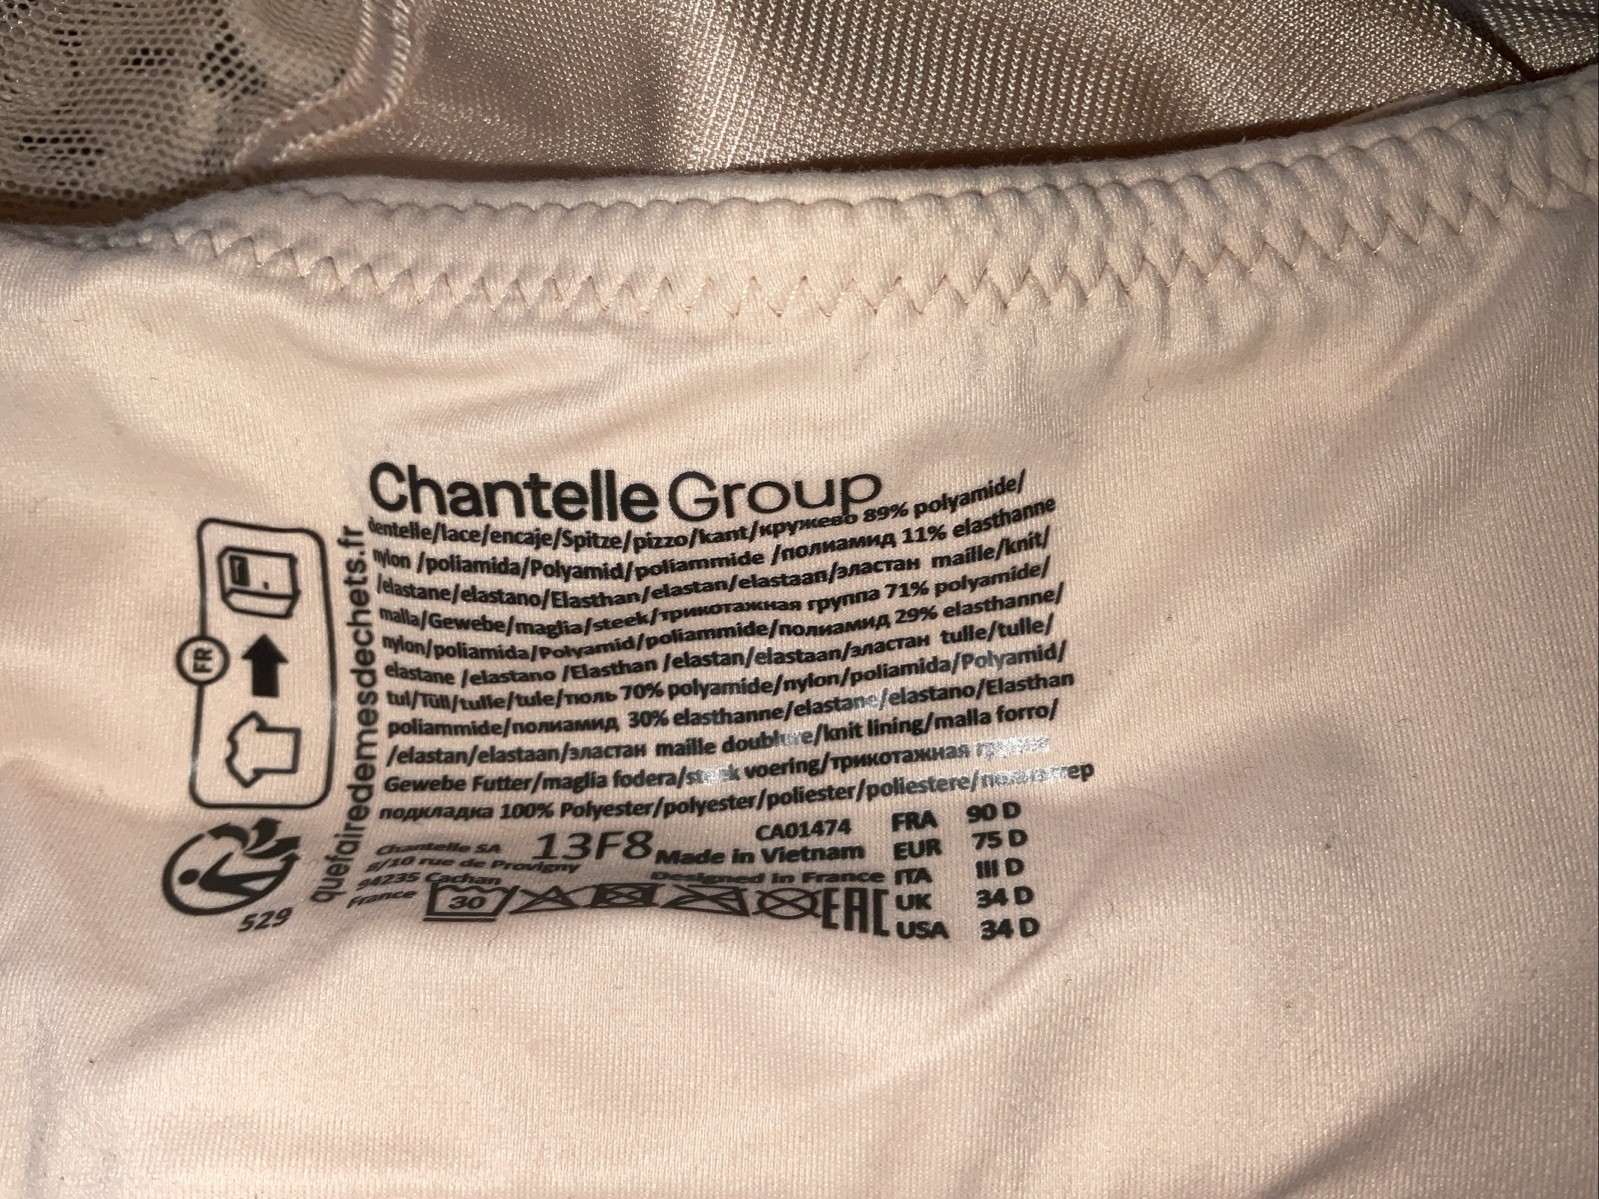 Chantelle Group
dentelle/lace/encaje/Spitze/pizzo/kant/кружево 89% polyamide/
nylon /poliamida/Polyamid/poliammide /полиамид 11% elasthanne
/elastane/elastano/Elasthan/elastan/elastaan/эластан maille/knit/
malla/Gewebe/maglia/steek/трикотажная группа 71% polyamide/
nylon/poliamida/Polyamid/poliammide/полиамид 29% elasthanne/
elastane /elastano /Elasthan /elastan/elastaan/эластан tulle/tulle/
tul/Tüll/tulle/tule/тюль 70% polyamide/nylon/poliamida/Polyamid/
poliammide/полиамид 30% elasthanne/elastane/elastano/Elasthan
/elastan/elastaan/эластан maille doublure/knit lining/malla forro/
Gewebe Futter/maglia fodera/steek voering/трикотажная
подкладка 100% Polyester/polyester/poliester/poliestere/
FR
quefairedemesdechets.fr
529
Chantelle SA
8/10 rue de Provigny
94235 Cachan
France
13F8
CA01474
Made in Vietnam
Designed in France
30
EAC
FRA 90 D
EUR 75 D
ITA III D
UK 34 D
USA 34 D